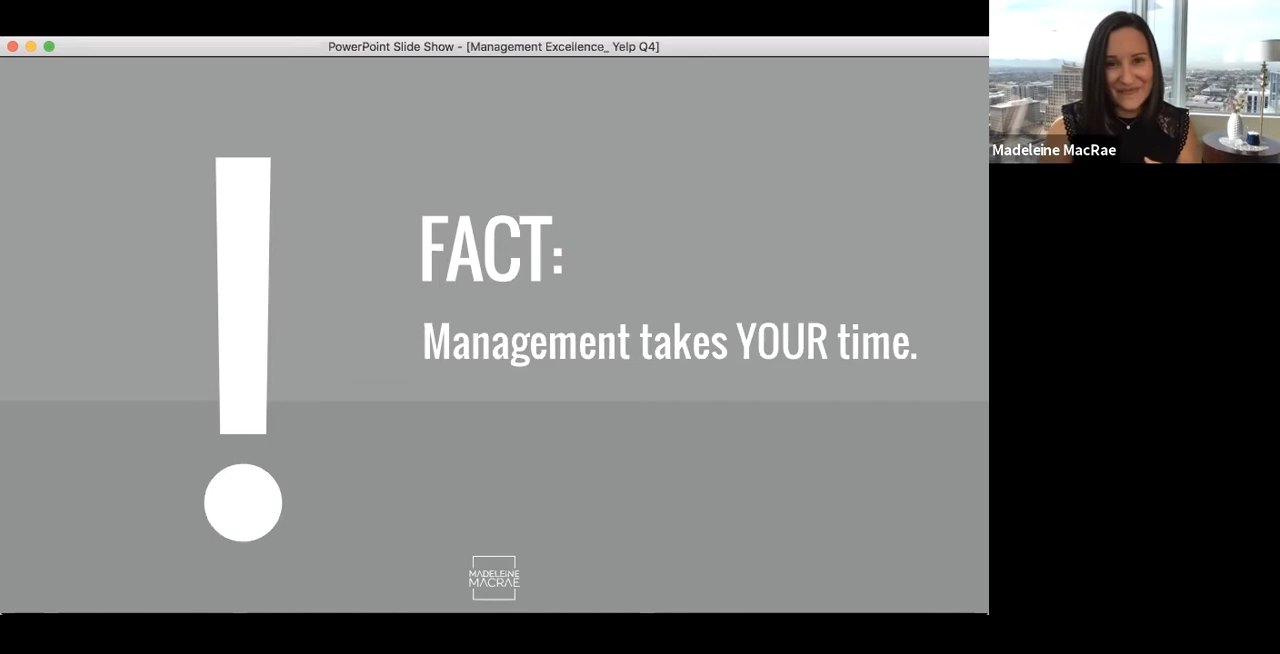 PowerPoint Slide Show - [Management Excellence_ Yelp Q4]
Madeleine MacRae
!
FACT:
Management takes YOUR time.
MADELEINE
MACRAE